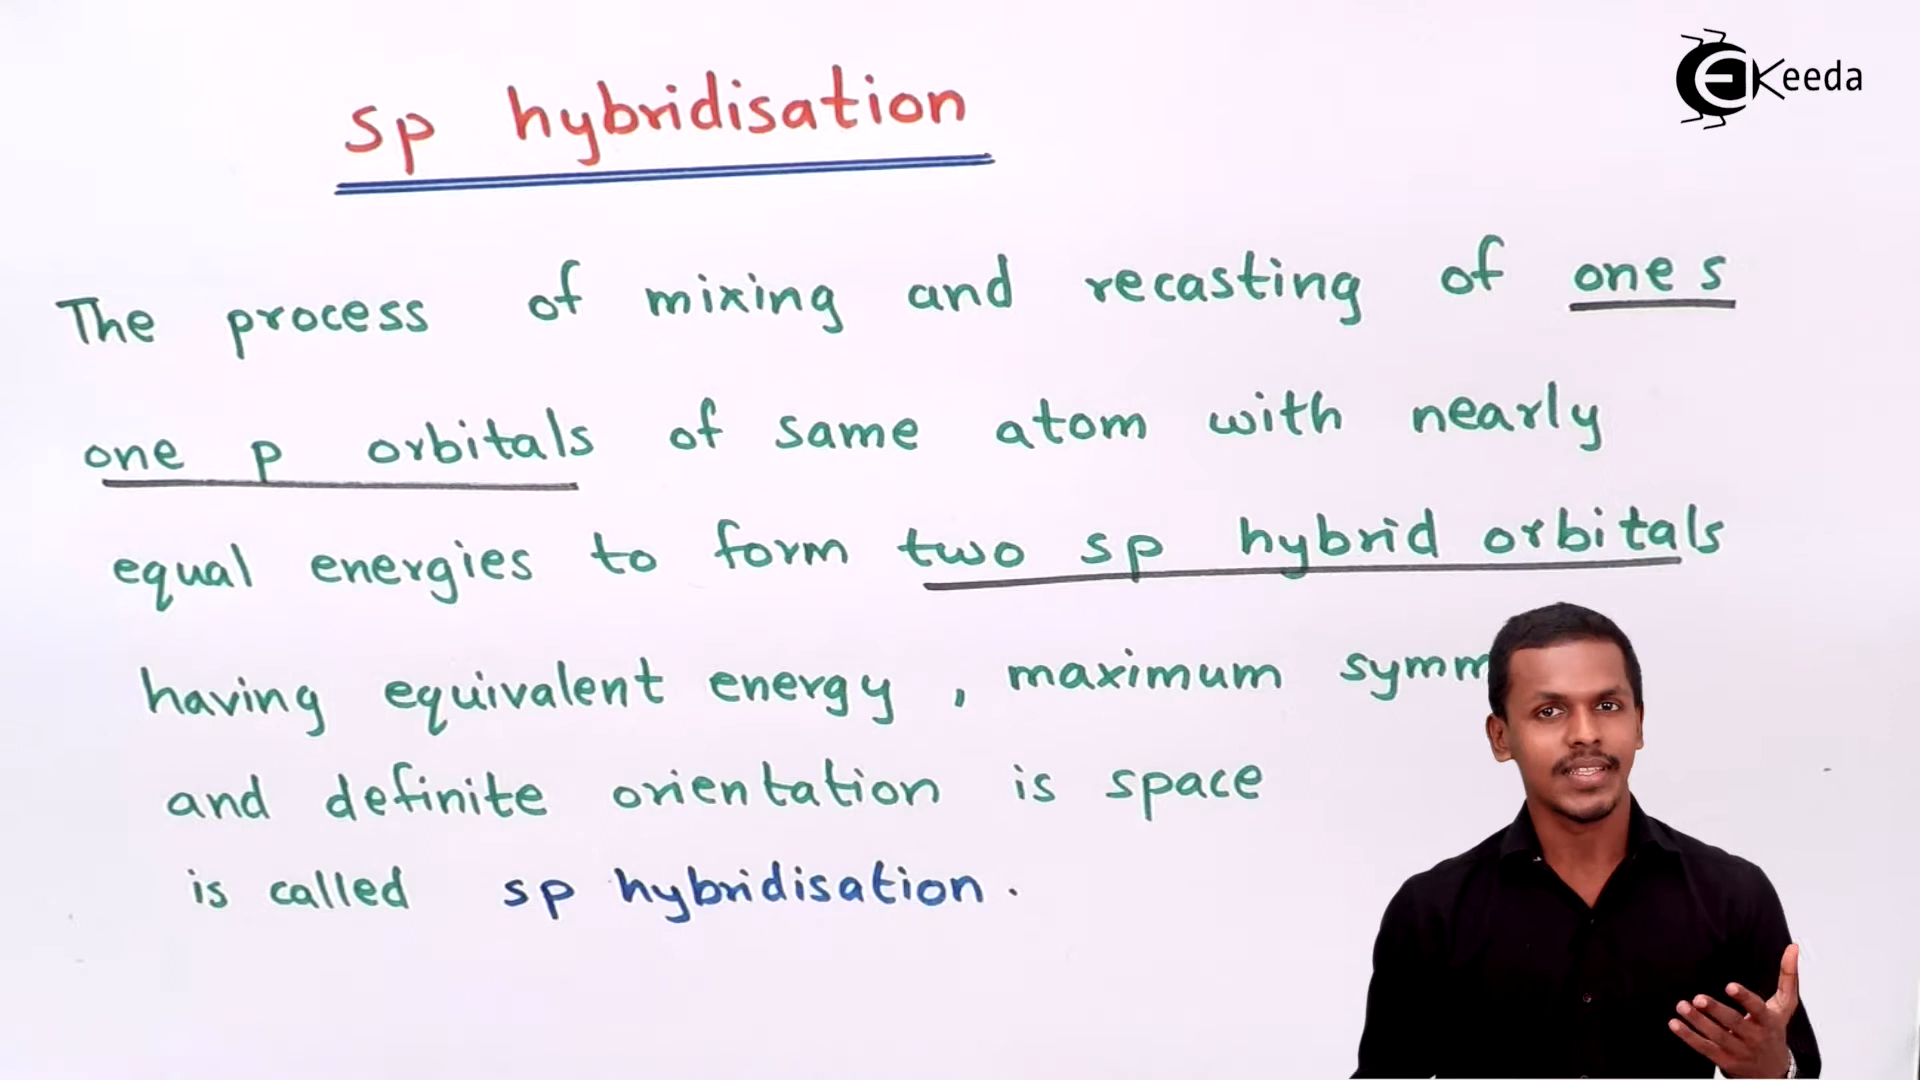 EKeeda
sp hybridisation
The process of mixing and recasting of one s
one p orbitals of same atom with nearly
equal energies to form two sp hybrid orbitals
having equivalent energy, maximum symm
and definite orientation is space
is called sp hybridisation.